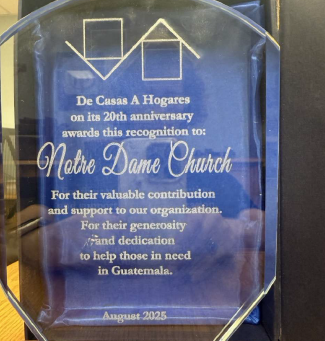 De Casas A Hogares
on its 20th anniversary
awards this recognition to:
Notre Dame Church
For their valuable contribution
and support to our organization.
For their generosity
and dedication
to help those in need
in Guatemala.
August 2025